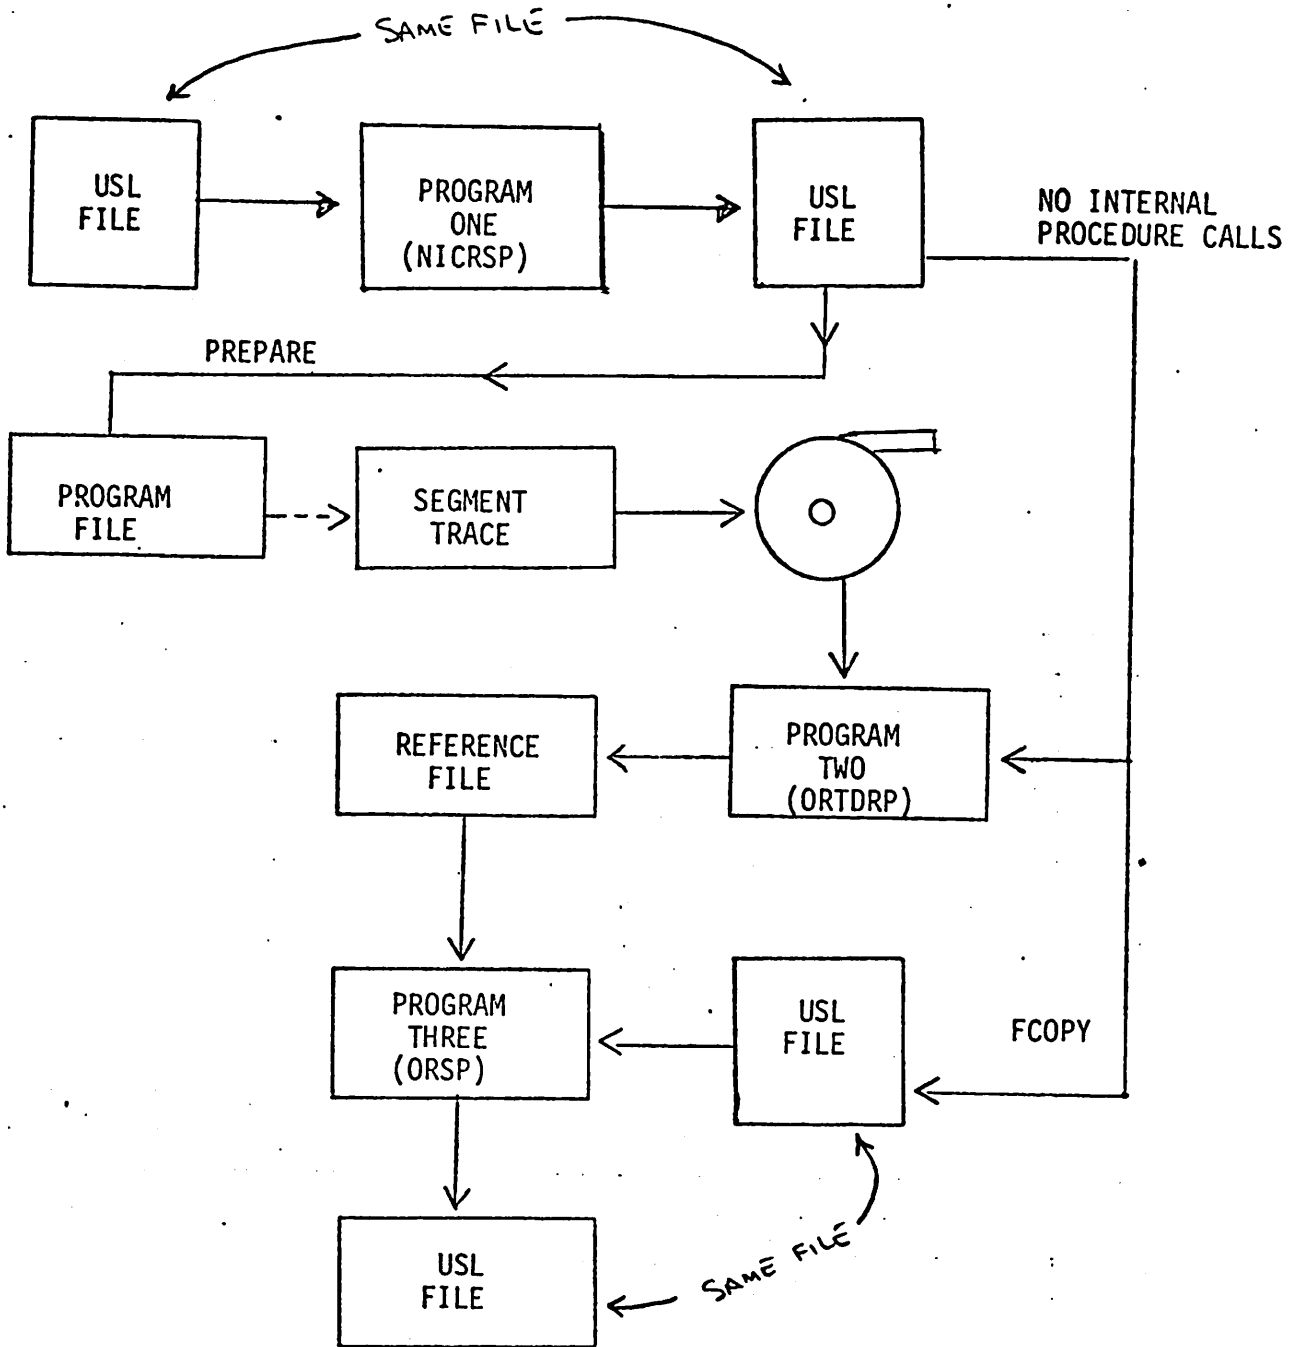 SAME FILE
USL
FILE
PROGRAM
ONE
(NICRSP)
USL
FILE
NO INTERNAL
PROCEDURE CALLS
PREPARE
PROGRAM
FILE
SEGMENT
TRACE
REFERENCE
FILE
PROGRAM
TWO
(ORTDRP)
PROGRAM
THREE
(ORSP)
USL
FILE
FCOPY
USL
FILE
SAME FILE